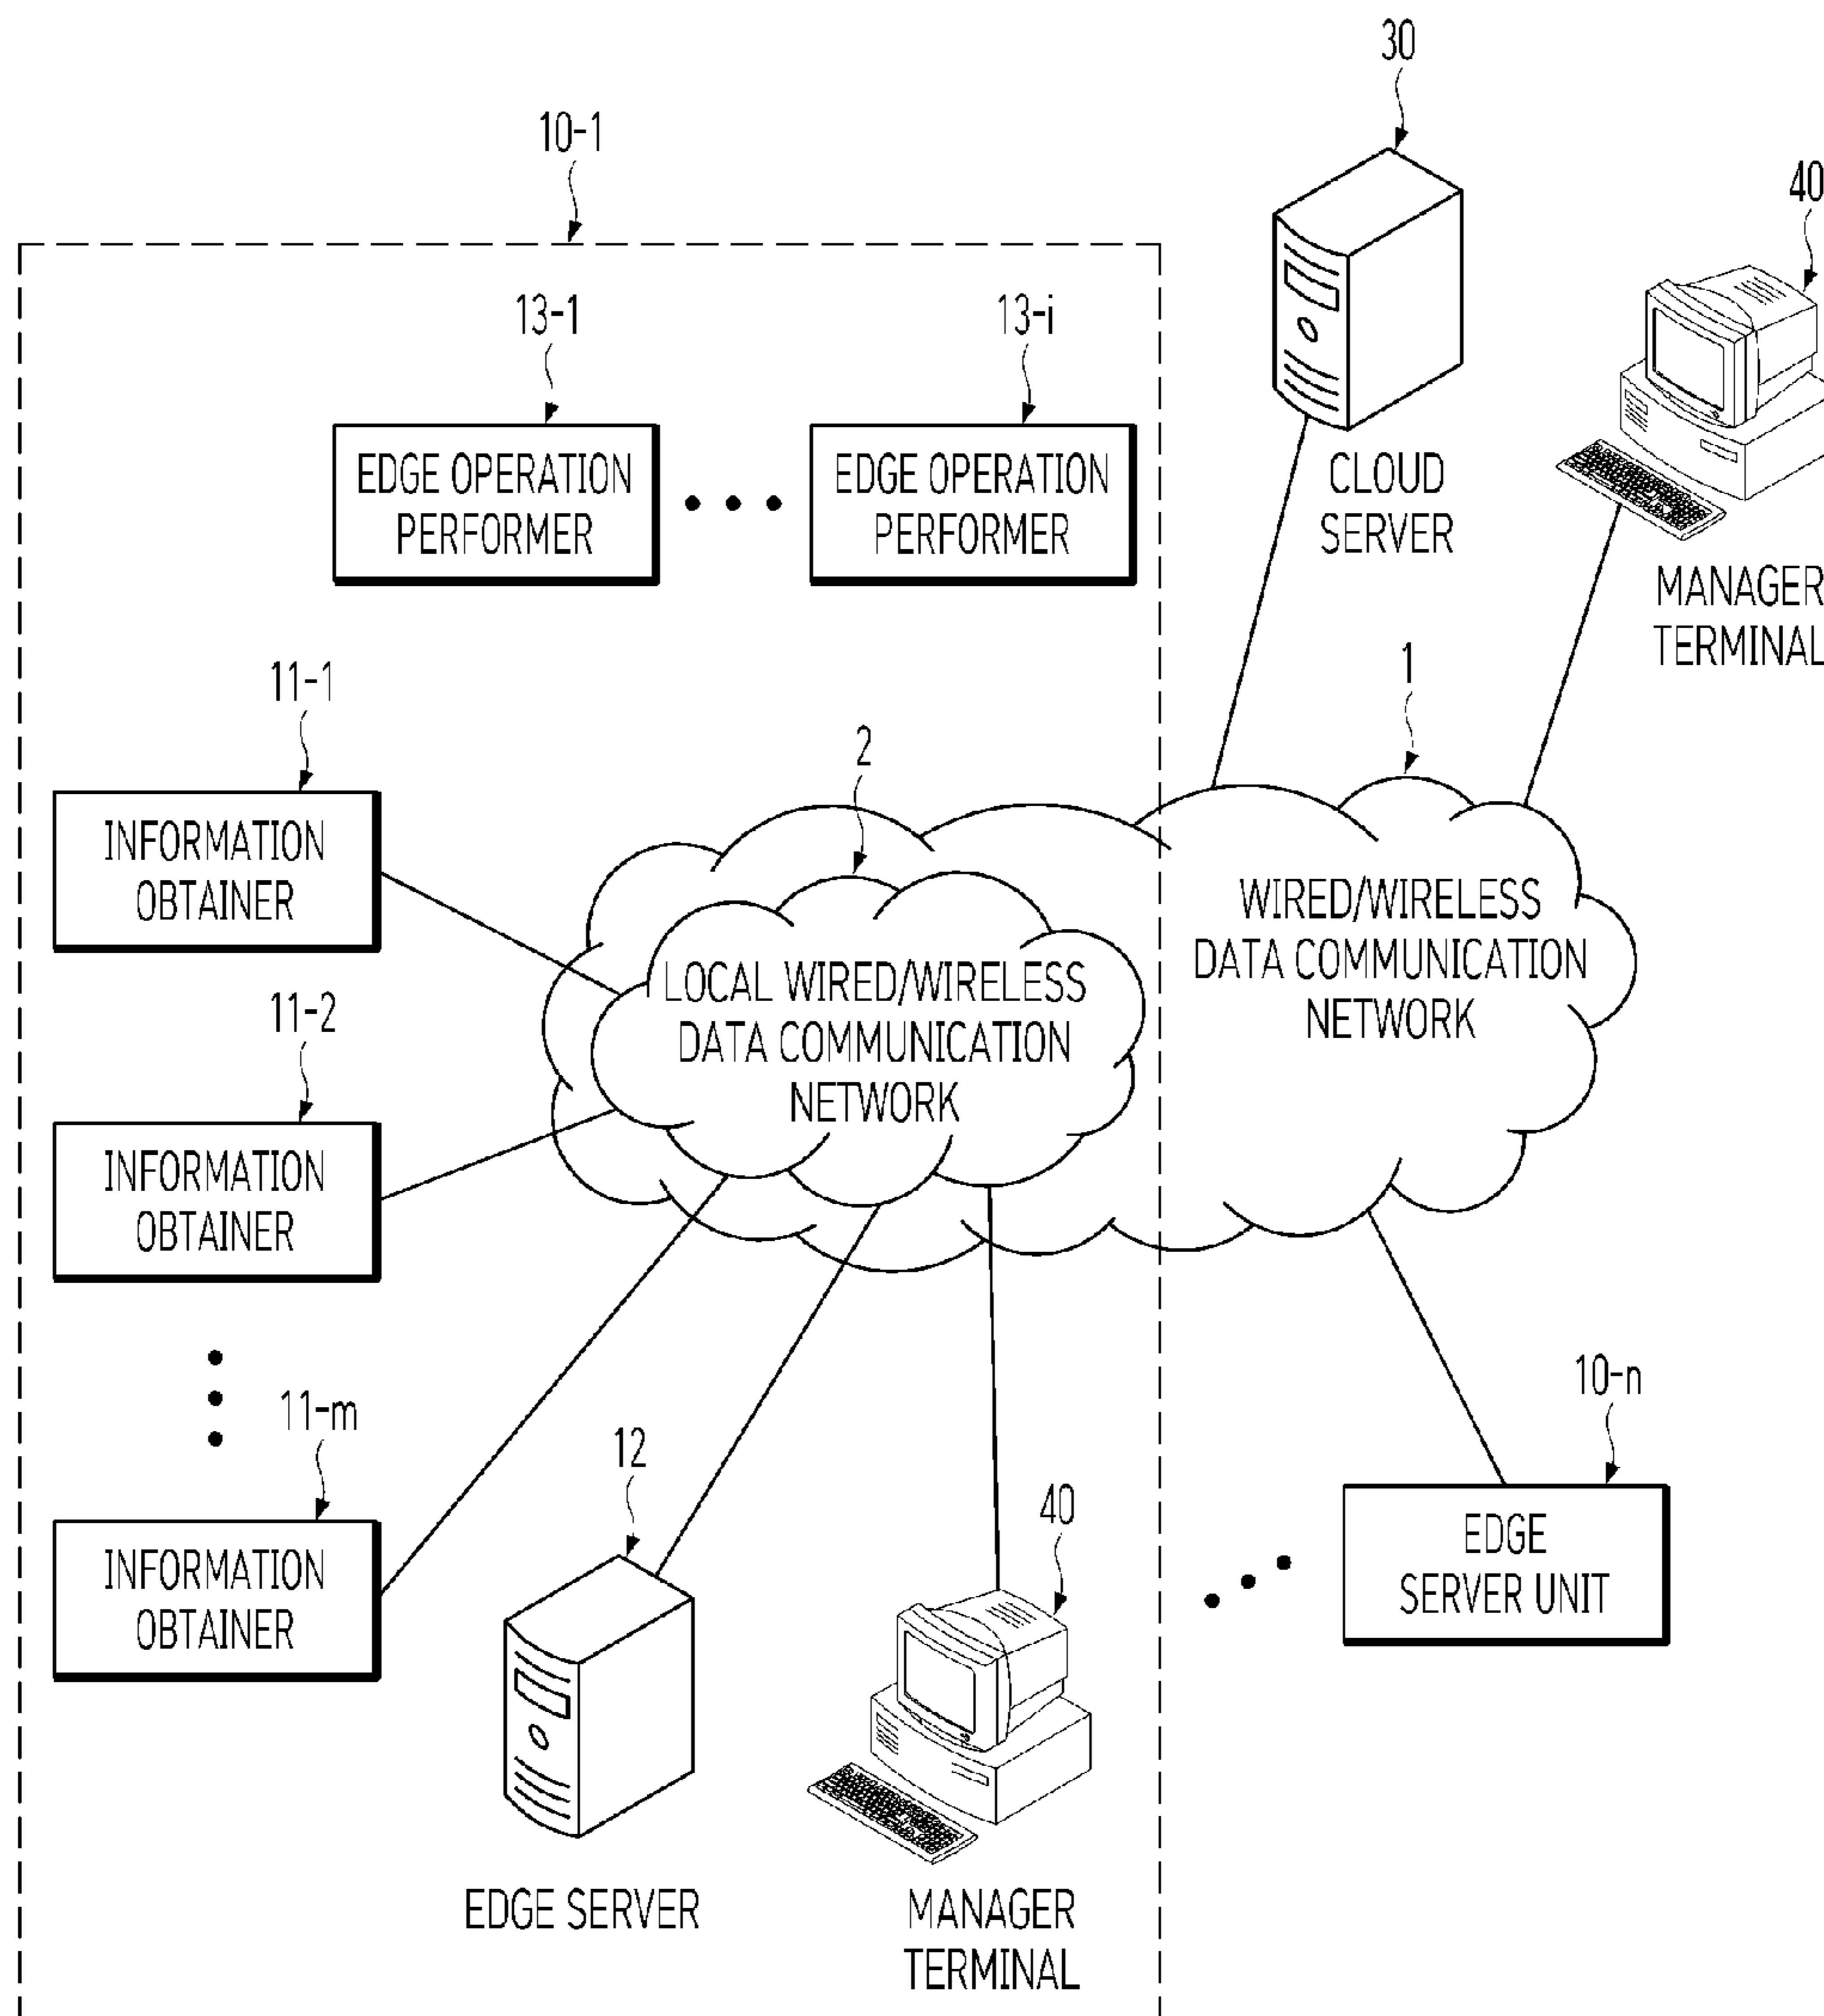 30
10-1
40
13-1
13-i
EDGE OPERATION
PERFORMER
EDGE OPERATION
PERFORMER
CLOUD
SERVER
MANAGER
TERMINAL
11-1
2
1
INFORMATION
OBTAINER
WIRED/WIRELESS
DATA COMMUNICATION
NETWORK
LOCAL WIRED/WIRELESS
DATA COMMUNICATION
NETWORK
11-2
INFORMATION
OBTAINER
11-m
INFORMATION
OBTAINER
12
40
10-n
EDGE
SERVER UNIT
EDGE SERVER
MANAGER
TERMINAL